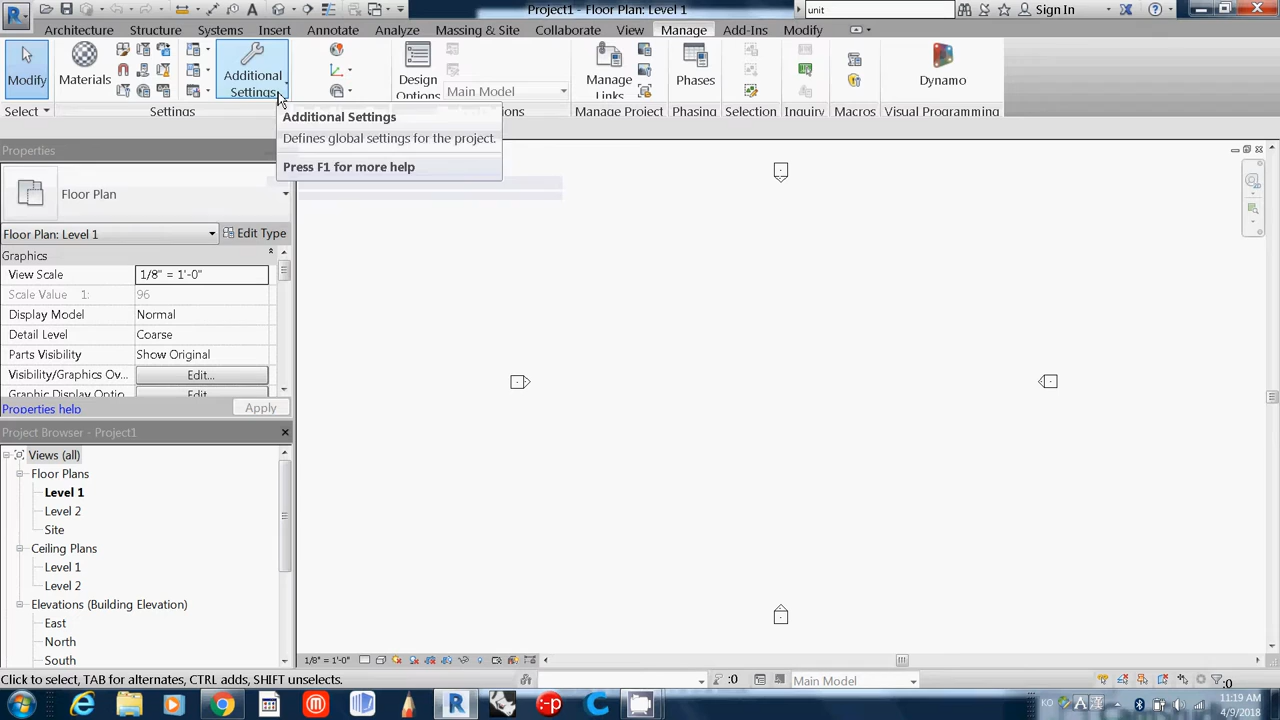 Project1 - Floor Plan: Level 1
unit
Sign In
Architecture
Structure
Systems
Insert
Annotate
Analyze
Massing & Site
Collaborate
View
Manage
Add-Ins
Modify
Modify
Materials
Additional
Settings
Design
Options
Main Model
Manage
Links
Phases
Dynamo
Select
Settings
Manage Project
Phasing
Selection
Inquiry
Macros
Visual Programming
Additional Settings
Defines global settings for the project.
Press F1 for more help
Properties
Floor Plan
Floor Plan: Level 1
Edit Type
Graphics
View Scale
1/8" = 1'-0"
Scale Value 1:
96
Display Model
Normal
Detail Level
Coarse
Parts Visibility
Show Original
Visibility/Graphics Ov...
Edit...
Properties help
Apply
Project Browser - Project1
Views (all)
Floor Plans
Level 1
Level 2
Site
Ceiling Plans
Level 1
Level 2
Elevations (Building Elevation)
East
North
South
1/8" = 1'-0"
Click to select, TAB for alternates, CTRL adds, SHIFT unselects.
:0
Main Model
:0
KO
11:19 AM
4/9/2018